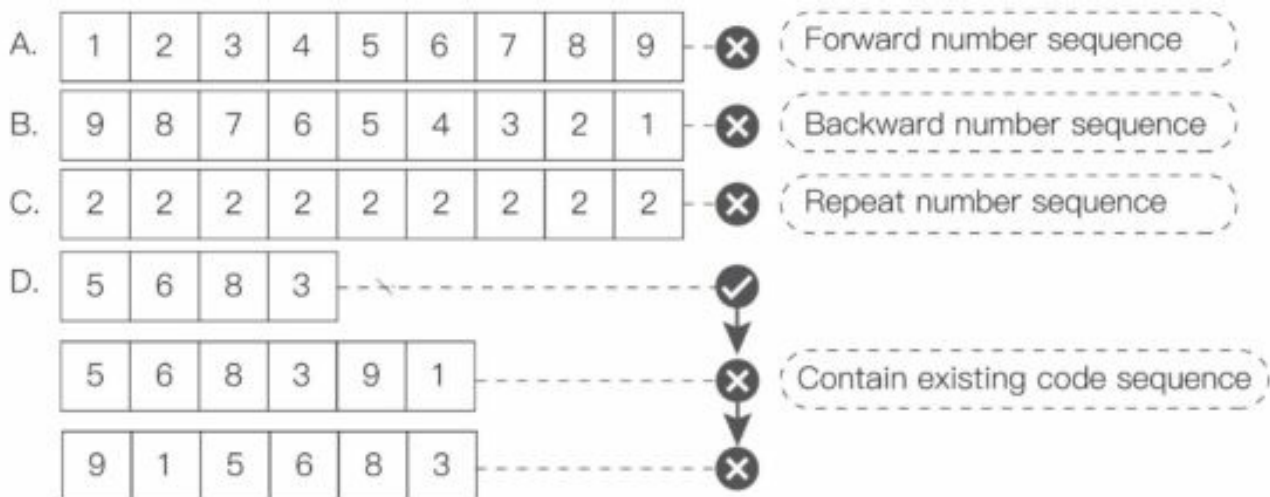 A. 1 2 3 4 5 6 7 8 9 Forward number sequence
B. 9 8 7 6 5 4 3 2 1 Backward number sequence
C. 2 2 2 2 2 2 2 2 2 Repeat number sequence
D. 5 6 8 3
5 6 8 3 9 1 Contain existing code sequence
9 1 5 6 8 3